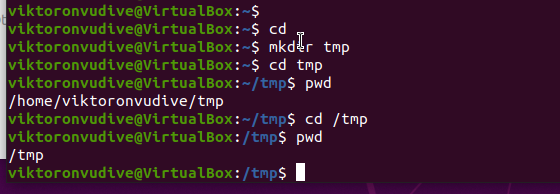 viktoronvudive@VirtualBox:~$
viktoronvudive@VirtualBox:~$ cd
viktoronvudive@VirtualBox:~$ mkdir tmp
viktoronvudive@VirtualBox:~$ cd tmp
viktoronvudive@VirtualBox:~/tmp$ pwd
/home/viktoronvudive/tmp
viktoronvudive@VirtualBox:~/tmp$ cd /tmp
viktoronvudive@VirtualBox:/tmp$ pwd
/tmp
viktoronvudive@VirtualBox:/tmp$